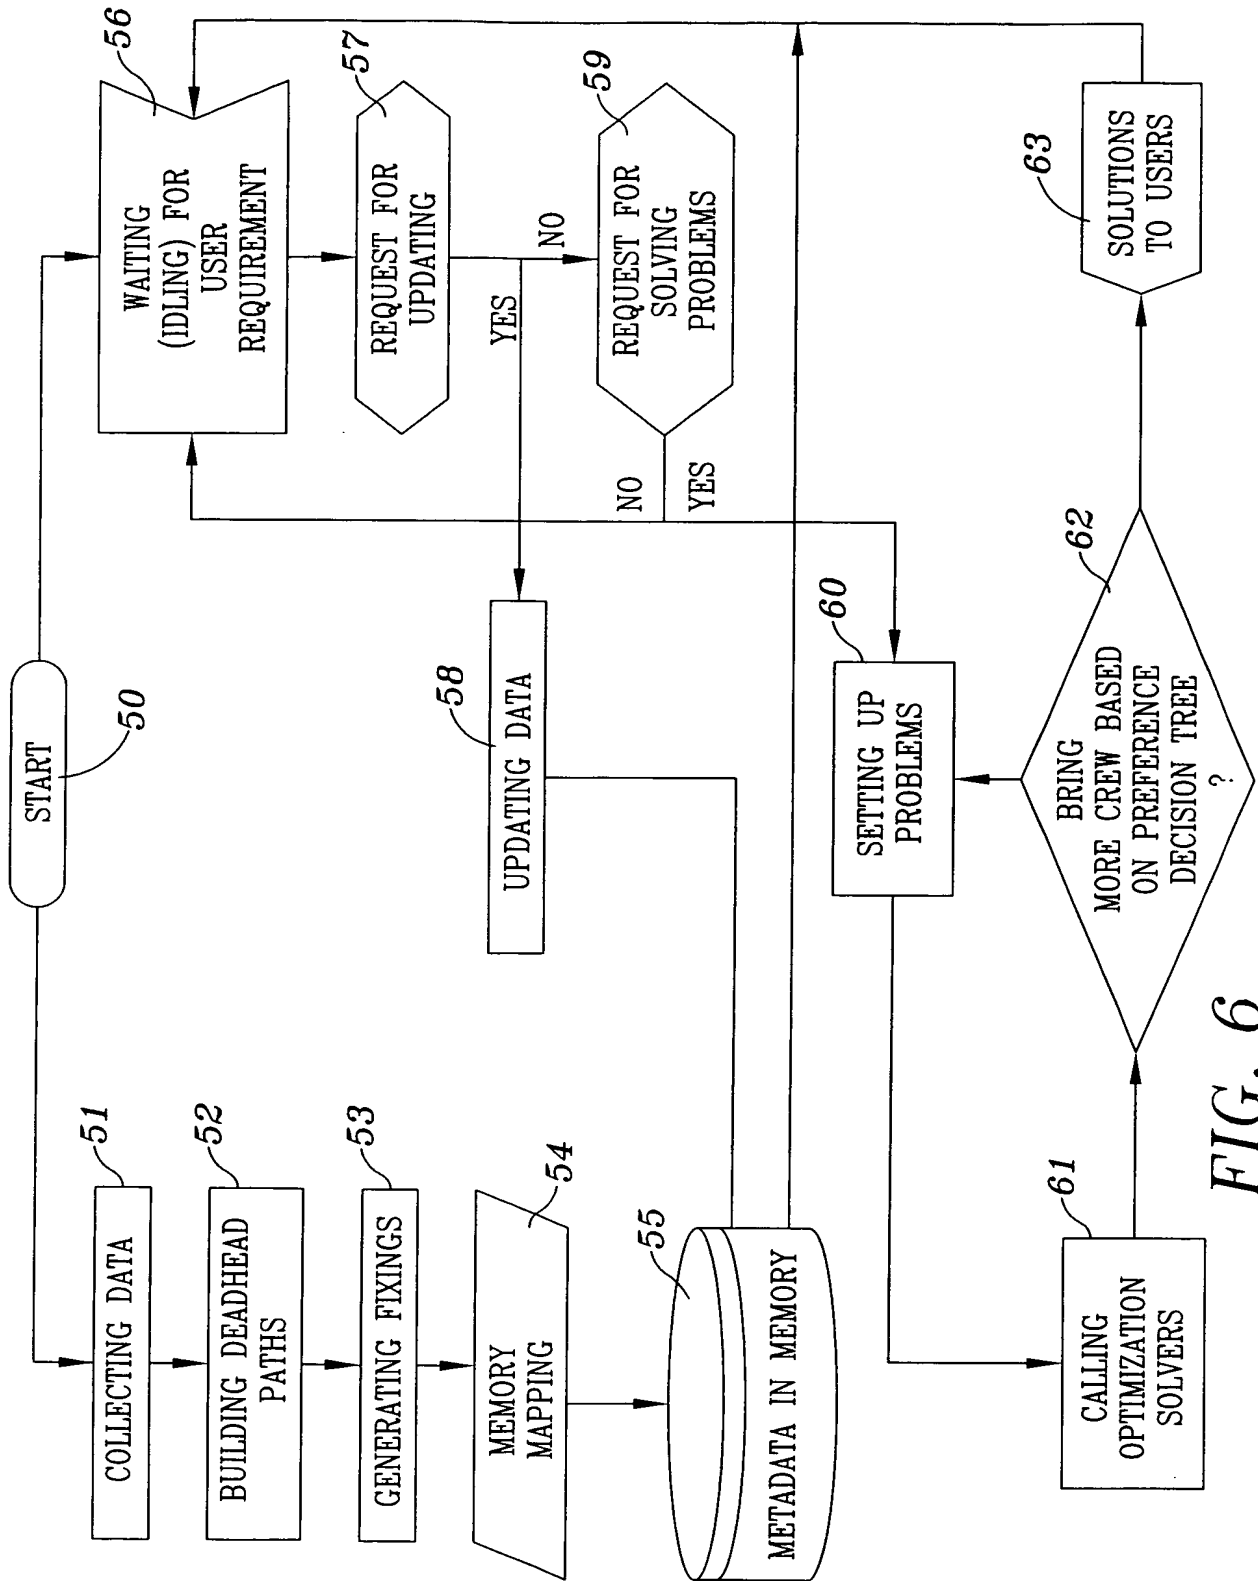 START
50
COLLECTING DATA
51
BUILDING DEADHEAD
PATHS
52
GENERATING FIXINGS
53
MEMORY
MAPPING
54
METADATA IN MEMORY
55
WAITING
(IDLING) FOR
USER
REQUIREMENT
56
REQUEST FOR
UPDATING
57
YES
NO
UPDATING DATA
58
REQUEST FOR
SOLVING
PROBLEMS
59
NO
YES
SETTING UP
PROBLEMS
60
CALLING
OPTIMIZATION
SOLVERS
61
BRING
MORE CREW BASED
ON PREFERENCE
DECISION TREE
?
62
SOLUTIONS
TO USERS
63
FIG. 6